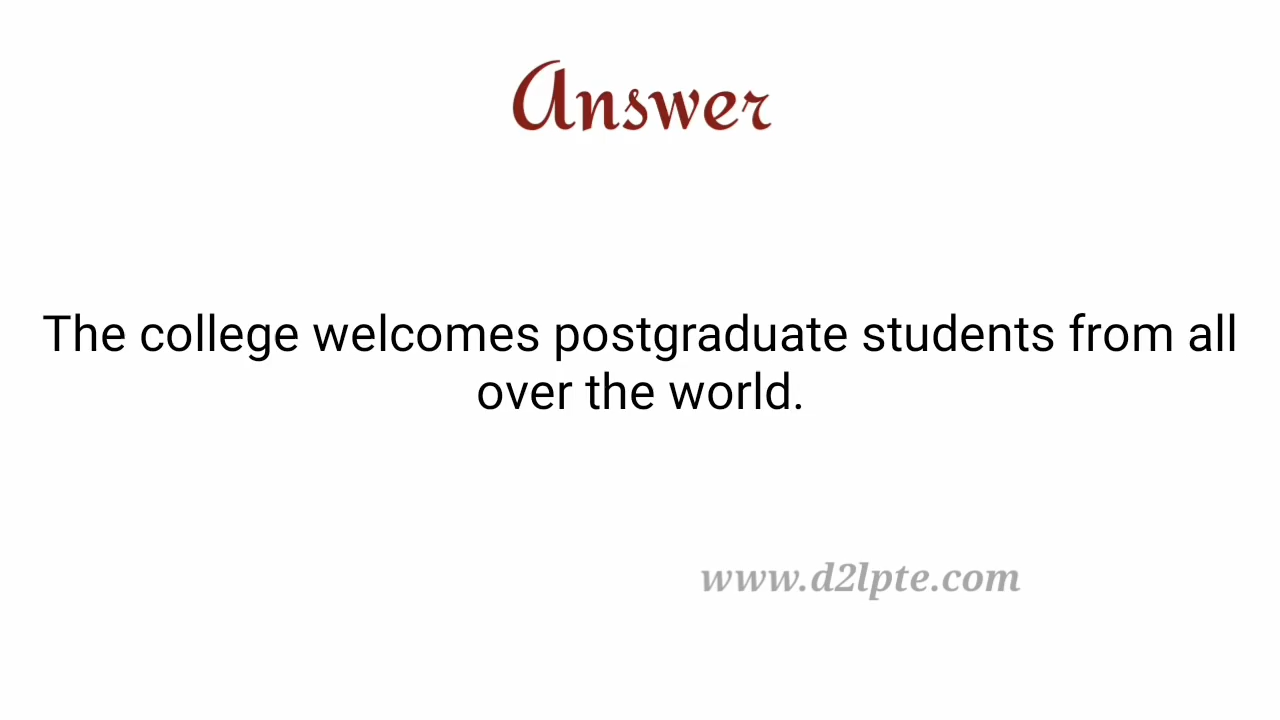 Answer
The college welcomes postgraduate students from all
over the world.
www.d2lpte.com